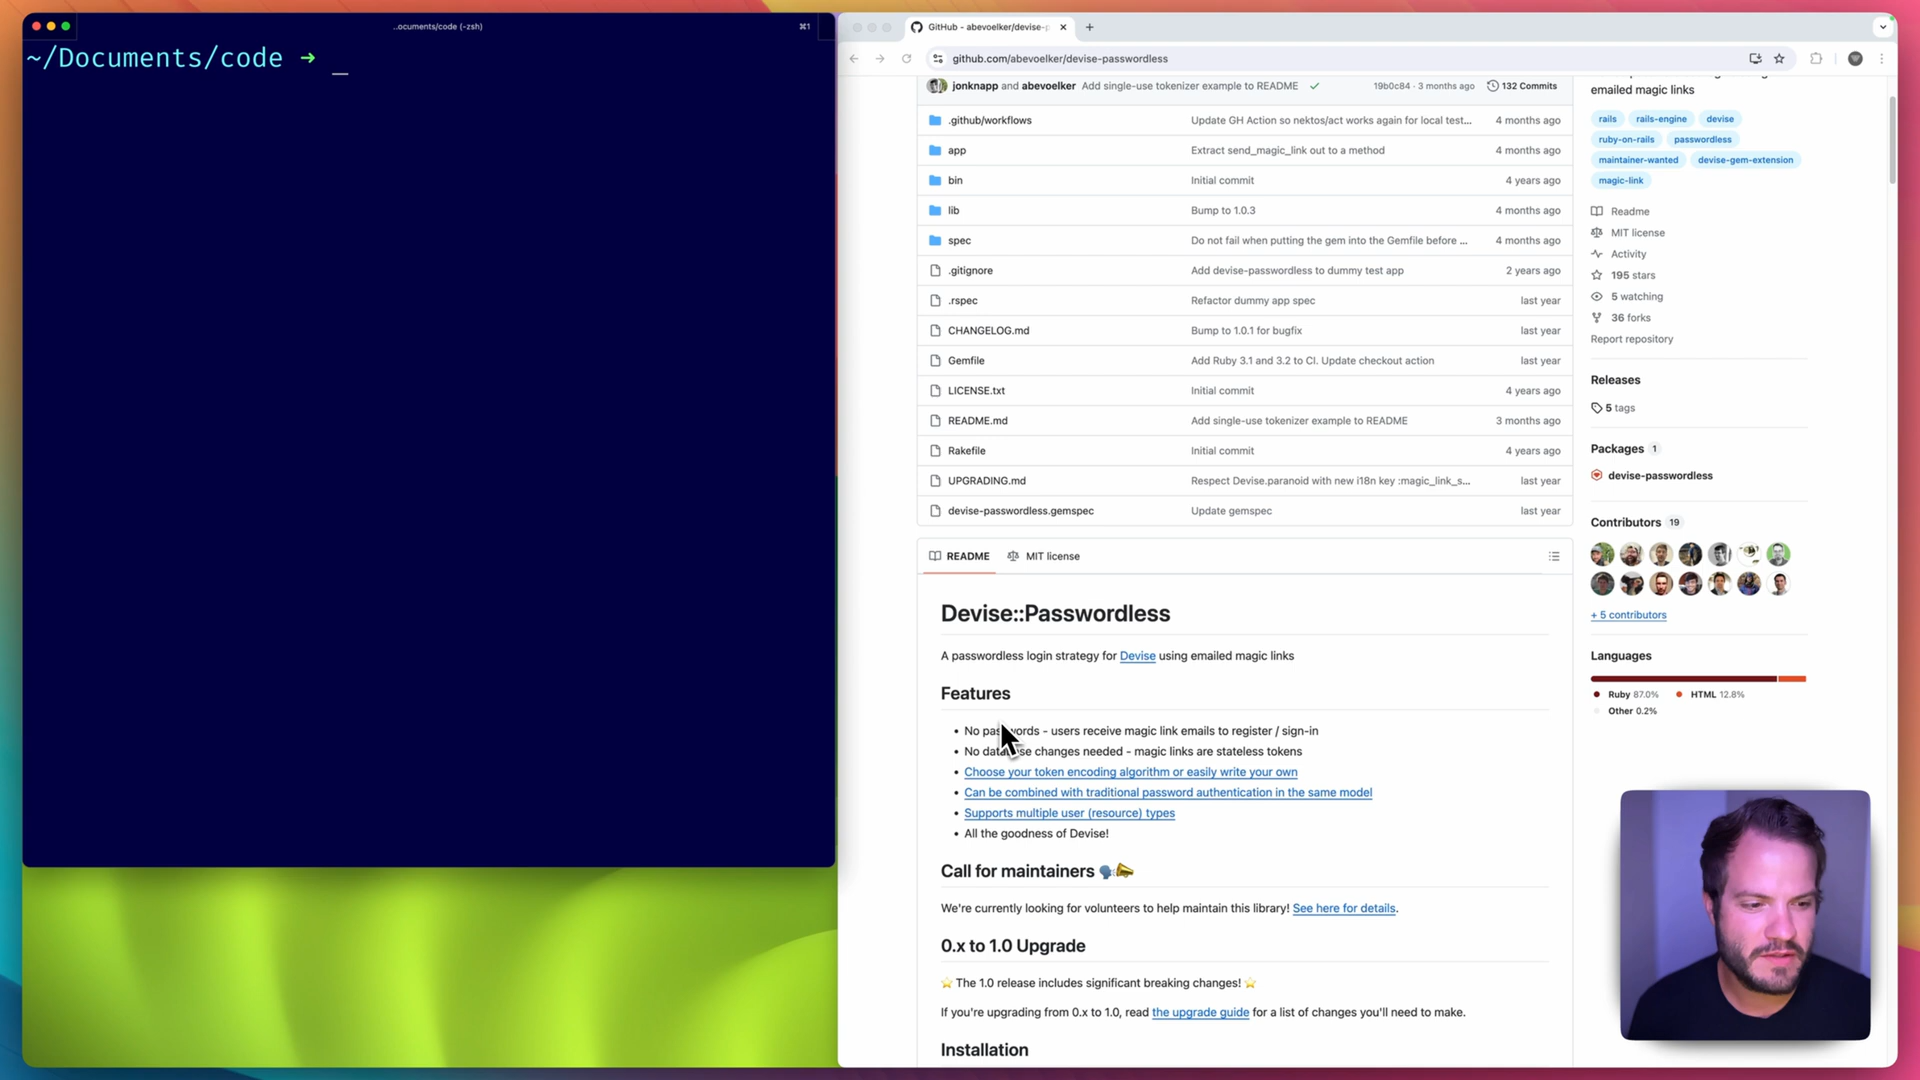 ..ocuments/code (-zsh)
⌘1
~/Documents/code ➜ _
GitHub - abevoelker/devise-p
github.com/abevoelker/devise-passwordless
jonknapp and abevoelker Add single-use tokenizer example to README 19b0c84 · 3 months ago 132 Commits
.github/workflows Update GH Action so nektos/act works again for local test... 4 months ago
app Extract send_magic_link out to a method 4 months ago
bin Initial commit 4 years ago
lib Bump to 1.0.3 4 months ago
spec Do not fail when putting the gem into the Gemfile before ... 4 months ago
.gitignore Add devise-passwordless to dummy test app 2 years ago
.rspec Refactor dummy app spec last year
CHANGELOG.md Bump to 1.0.1 for bugfix last year
Gemfile Add Ruby 3.1 and 3.2 to CI. Update checkout action last year
LICENSE.txt Initial commit 4 years ago
README.md Add single-use tokenizer example to README 3 months ago
Rakefile Initial commit 4 years ago
UPGRADING.md Respect Devise.paranoid with new i18n key :magic_link_s... last year
devise-passwordless.gemspec Update gemspec last year
README MIT license
Devise::Passwordless
A passwordless login strategy for Devise using emailed magic links
Features
• No passwords - users receive magic link emails to register / sign-in
• No database changes needed - magic links are stateless tokens
• Choose your token encoding algorithm or easily write your own
• Can be combined with traditional password authentication in the same model
• Supports multiple user (resource) types
• All the goodness of Devise!
Call for maintainers 🗣️📣
We're currently looking for volunteers to help maintain this library! See here for details.
0.x to 1.0 Upgrade
⭐ The 1.0 release includes significant breaking changes! ⭐
If you're upgrading from 0.x to 1.0, read the upgrade guide for a list of changes you'll need to make.
Installation
emailed magic links
rails rails-engine devise
ruby-on-rails passwordless
maintainer-wanted devise-gem-extension
magic-link
Readme
MIT license
Activity
195 stars
5 watching
36 forks
Report repository
Releases
5 tags
Packages 1
devise-passwordless
Contributors 19
+ 5 contributors
Languages
Ruby 87.0% HTML 12.8%
Other 0.2%